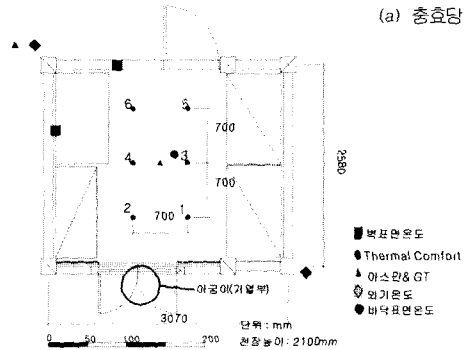 (a) 충효당
6 5
700
4 3
700
2 1
700
2580
벽표면온도
Thermal Comfort
아스만& GT
외기온도
바닥표면온도
아궁이(가열부)
3070
단위 : mm
천장높이 : 2100mm
0 50 100 200